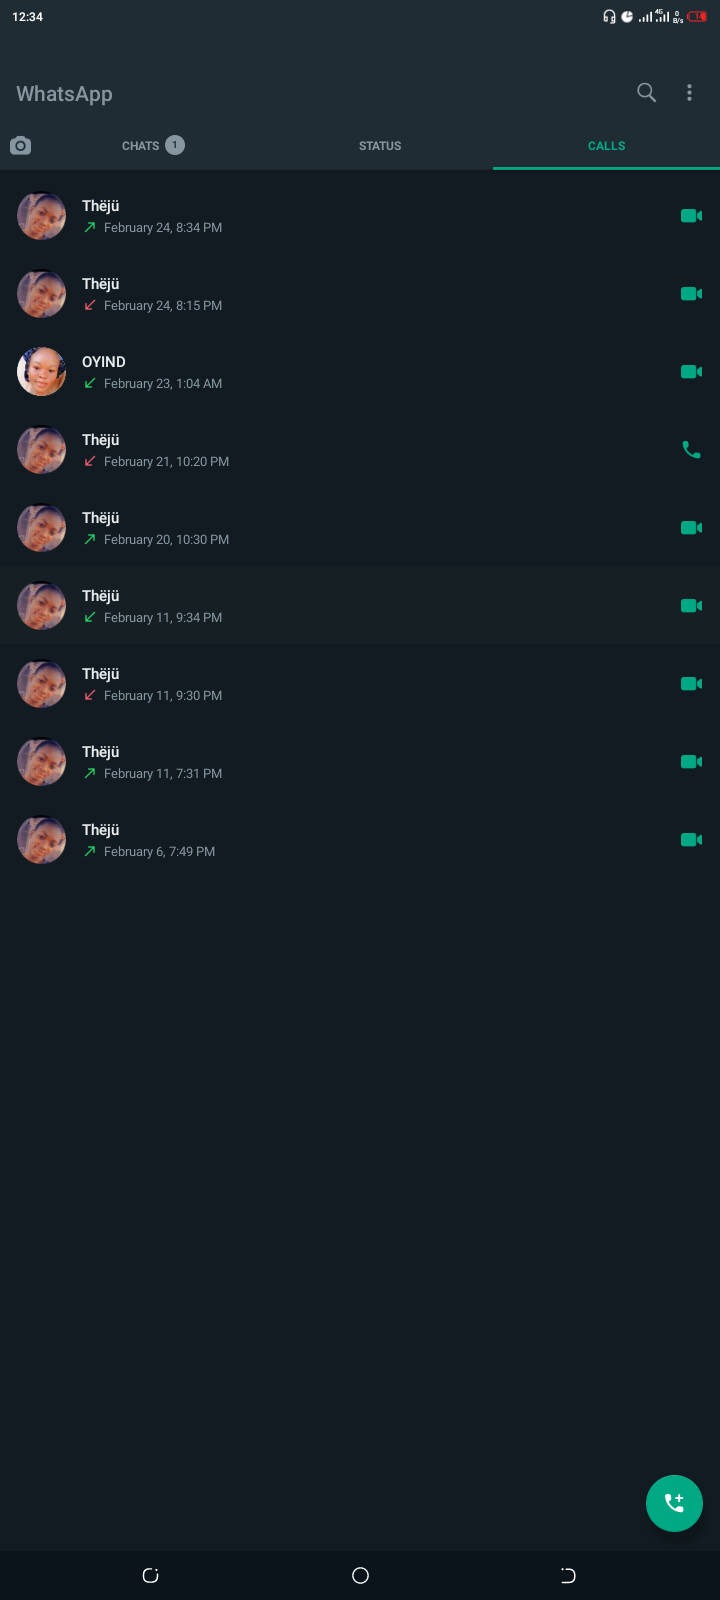 12:34
4G
0
B/s
WhatsApp
CHATS 1
STATUS
CALLS
Thëjü
February 24, 8:34 PM
Thëjü
February 24, 8:15 PM
OYIND
February 23, 1:04 AM
Thëjü
February 21, 10:20 PM
Thëjü
February 20, 10:30 PM
Thëjü
February 11, 9:34 PM
Thëjü
February 11, 9:30 PM
Thëjü
February 11, 7:31 PM
Thëjü
February 6, 7:49 PM